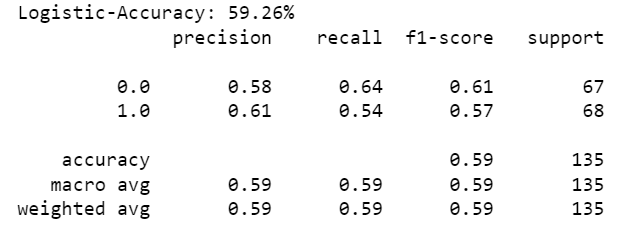 Logistic-Accuracy: 59.26%
precision recall f1-score support
0.0 0.58 0.64 0.61 67
1.0 0.61 0.54 0.57 68
accuracy 0.59 135
macro avg 0.59 0.59 0.59 135
weighted avg 0.59 0.59 0.59 135